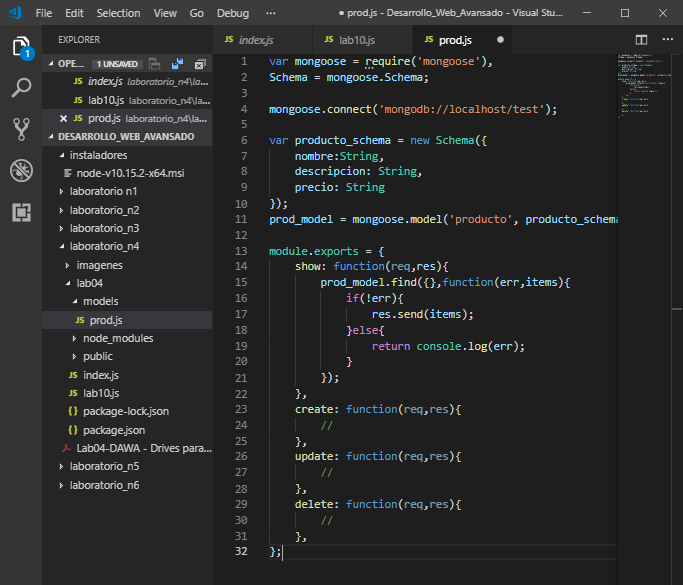 File Edit Selection View Go Debug ··· ● prod.js - Desarrollo_Web_Avansado - Visual Stu...
EXPLORER
OPE... 1 UNSAVED
JS index.js laboratorio_n4\la...
JS lab10.js laboratorio_n4\la...
× JS prod.js laboratorio_n4\la...
DESARROLLO_WEB_AVANSADO
instaladores
node-v10.15.2-x64.msi
laboratorio n1
laboratorio_n2
laboratorio_n3
laboratorio_n4
imagenes
lab04
models
JS prod.js
node_modules
public
JS index.js
JS lab10.js
{} package-lock.json
{} package.json
Lab04-DAWA - Drives para...
laboratorio_n5
laboratorio_n6
1
JS index.js JS lab10.js JS prod.js ● ···
1 var mongoose = require('mongoose'),
2 Schema = mongoose.Schema;
3
4 mongoose.connect('mongodb://localhost/test');
5
6 var producto_schema = new Schema({
7 nombre:String,
8 descripcion: String,
9 precio: String
10 });
11 prod_model = mongoose.model('producto', producto_schema
12
13 module.exports = {
14 show: function(req,res){
15 prod_model.find({},function(err,items){
16 if(!err){
17 res.send(items);
18 }else{
19 return console.log(err);
20 }
21 });
22 },
23 create: function(req,res){
24 //
25 },
26 update: function(req,res){
27 //
28 },
29 delete: function(req,res){
30 //
31 },
32 };